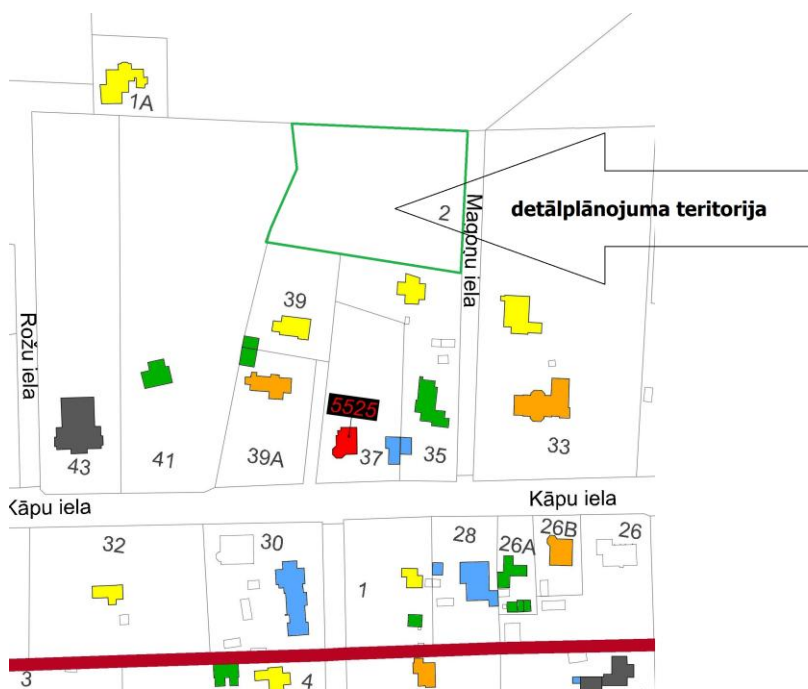 1A
2
detālplānojuma teritorija
Magoņu iela
Rožu iela
39
5525
43
41
39A
37
35
33
Kāpu iela
Kāpu iela
32
30
1
28
26A
26B
26
3
4